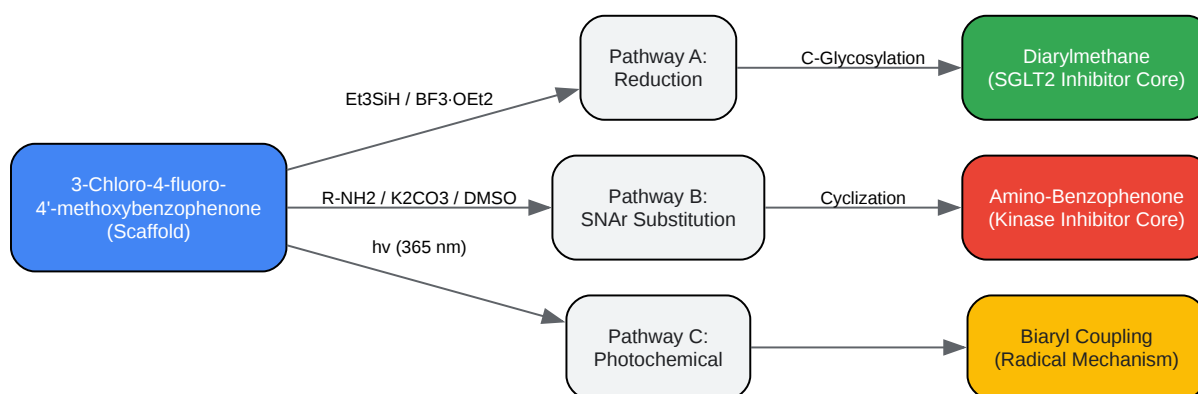 Pathway A:
Reduction
C-Glycosylation
Diarylmethane
(SGLT2 Inhibitor Core)
Et3SiH / BF3·OEt2
3-Chloro-4-fluoro-
4'-methoxybenzophenone
(Scaffold)
R-NH2 / K2CO3 / DMSO
Pathway B:
SNAr Substitution
Cyclization
Amino-Benzophenone
(Kinase Inhibitor Core)
hv (365 nm)
Pathway C:
Photochemical
Biaryl Coupling
(Radical Mechanism)